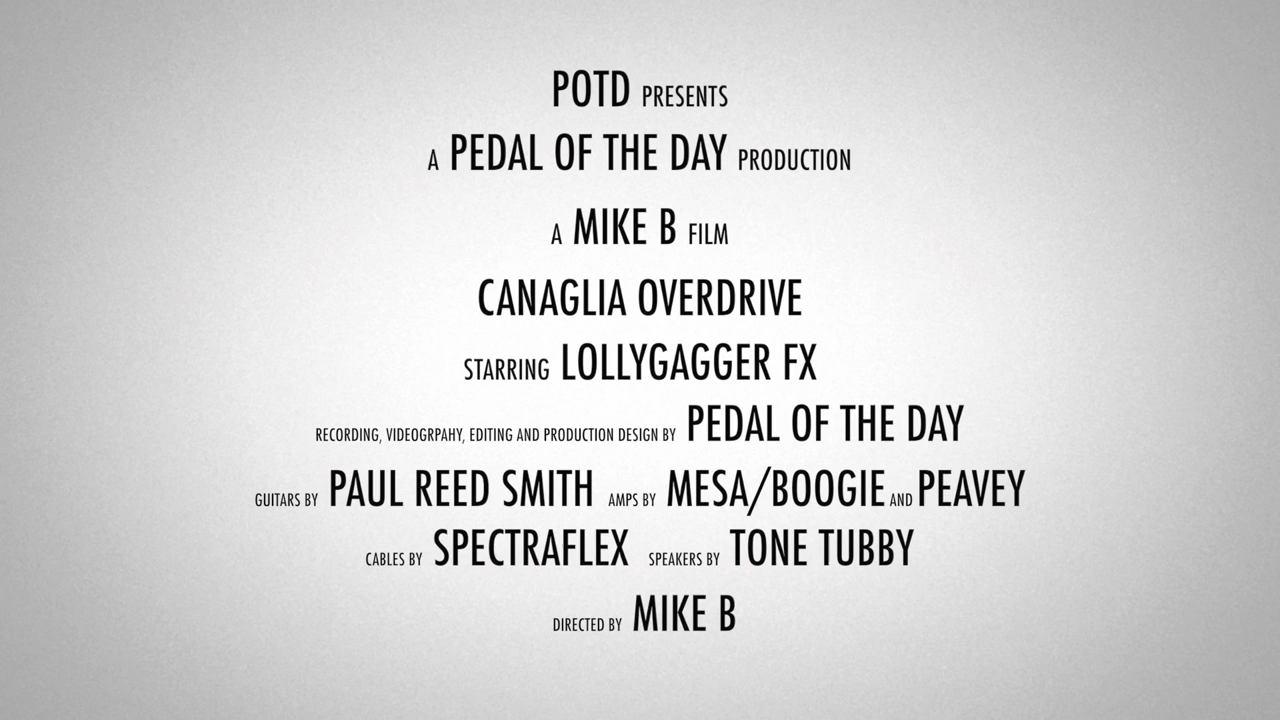 POTD PRESENTS
A PEDAL OF THE DAY PRODUCTION
A MIKE B FILM
CANAGLIA OVERDRIVE
STARRING LOLLYGAGGER FX
RECORDING, VIDEOGRPAHY, EDITING AND PRODUCTION DESIGN BY PEDAL OF THE DAY
GUITARS BY PAUL REED SMITH AMPS BY MESA/BOOGIE AND PEAVEY
CABLES BY SPECTRAFLEX SPEAKERS BY TONE TUBBY
DIRECTED BY MIKE B